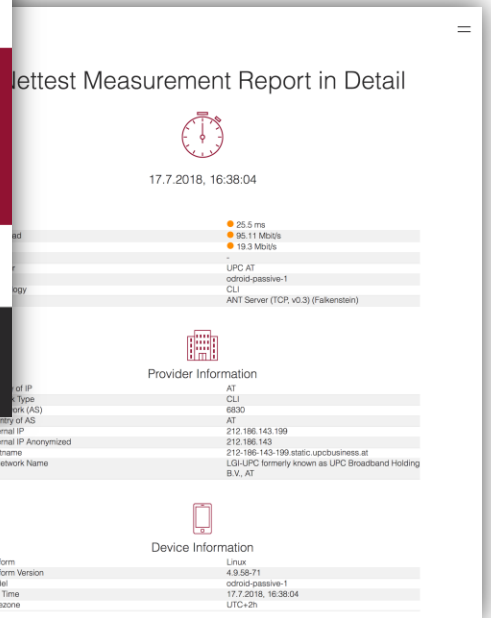 Nettest Measurement Report in Detail
17.7.2018, 16:38:04
25.5 ms
ad 95.11 Mbit/s
19.3 Mbit/s
-
r UPC AT
odroid-passive-1
ogy CLI
ANT Server (TCP, v0.3) (Falkenstein)
Provider Information
y of IP AT
k Type CLI
ork (AS) 6830
ntry of AS AT
rnal IP 212.186.143.199
rnal IP Anonymized 212.186.143
tname 212-186-143-199.static.upcbusiness.at
etwork Name LGI-UPC formerly known as UPC Broadband Holding
B.V., AT
Device Information
form Linux
form Version 4.9.58-71
del odroid-passive-1
Time 17.7.2018, 16:38:04
ezone UTC+2h